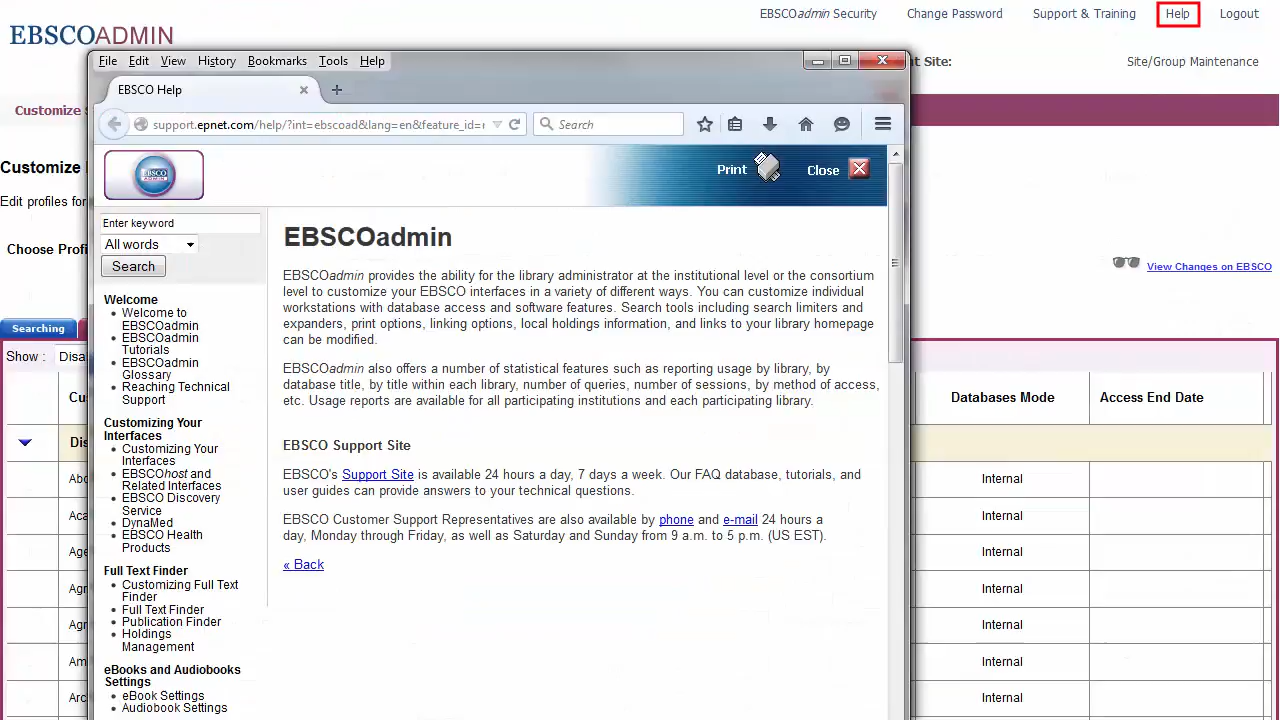 EBSCOadmin Security Change Password Support & Training Help Logout
EBSCOADMIN
nt Site: Site/Group Maintenance
Customize S
Customize
Edit profiles for
Choose Profi
View Changes on EBSCO
Searching
Show : Disa
Cus Databases Mode Access End Date
Dis
Abo Internal
Aca Internal
Age Internal
Agr Internal
Agr Internal
Am Internal
Arc Internal
File Edit View History Bookmarks Tools Help
EBSCO Help
support.epnet.com/help/?int=ebscoad&lang=en&feature_id=
Search
EBSCO
ADMIN
Print Close
Enter keyword
All words
Search
Welcome
Welcome to
EBSCOadmin
EBSCOadmin
Tutorials
EBSCOadmin
Glossary
Reaching Technical
Support
Customizing Your
Interfaces
Customizing Your
Interfaces
EBSCOhost and
Related Interfaces
EBSCO Discovery
Service
DynaMed
EBSCO Health
Products
Full Text Finder
Customizing Full Text
Finder
Full Text Finder
Publication Finder
Holdings
Management
eBooks and Audiobooks
Settings
eBook Settings
Audiobook Settings
EBSCOadmin
EBSCOadmin provides the ability for the library administrator at the institutional level or the consortium
level to customize your EBSCO interfaces in a variety of different ways. You can customize individual
workstations with database access and software features. Search tools including search limiters and
expanders, print options, linking options, local holdings information, and links to your library homepage
can be modified.
EBSCOadmin also offers a number of statistical features such as reporting usage by library, by
database title, by title within each library, number of queries, number of sessions, by method of access,
etc. Usage reports are available for all participating institutions and each participating library.
EBSCO Support Site
EBSCO's Support Site is available 24 hours a day, 7 days a week. Our FAQ database, tutorials, and
user guides can provide answers to your technical questions.
EBSCO Customer Support Representatives are also available by phone and e-mail 24 hours a
day, Monday through Friday, as well as Saturday and Sunday from 9 a.m. to 5 p.m. (US EST).
« Back